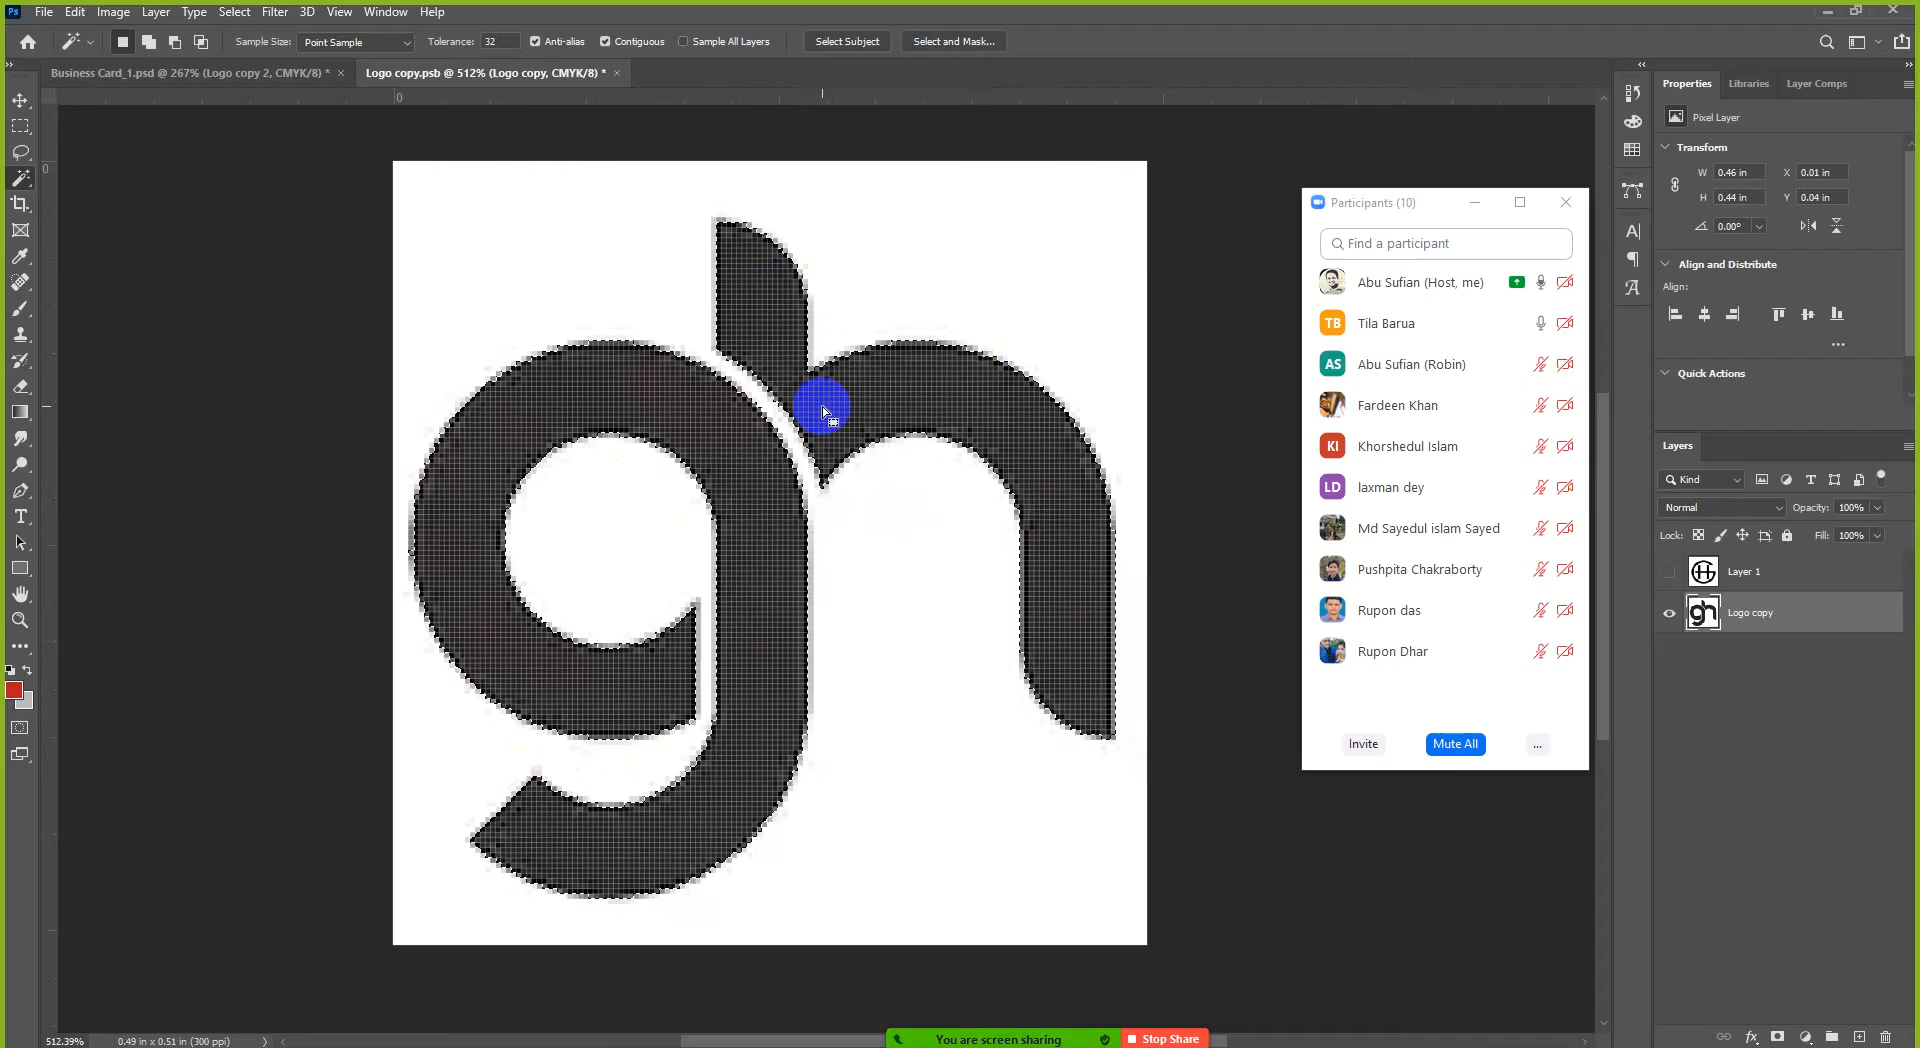 Ps File Edit Image Layer Type Select Filter 3D View Window Help
Sample Size: Point Sample Tolerance: 32 Anti-alias Contiguous Sample All Layers Select Subject Select and Mask...
Business Card_1.psd @ 267% (Logo copy 2, CMYK/8) * × Logo copy.psb @ 512% (Logo copy, CMYK/8) * ×
0
0
gh
Participants (10)
Find a participant
Abu Sufian (Host, me)
TB Tila Barua
AS Abu Sufian (Robin)
Fardeen Khan
KI Khorshedul Islam
LD laxman dey
Md Sayedul islam Sayed
Pushpita Chakraborty
Rupon das
Rupon Dhar
Invite Mute All ...
Properties Libraries Layer Comps
Pixel Layer
Transform
W 0.46 in X 0.01 in
H 0.44 in Y 0.04 in
0.00°
Align and Distribute
Align:
Quick Actions
Layers
Kind
Normal Opacity: 100%
Lock: Fill: 100%
Layer 1
gh Logo copy
512.39% 0.49 in x 0.51 in (300 ppi)
You are screen sharing Stop Share